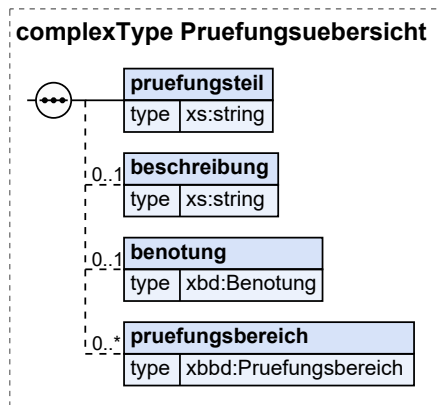 complexType Pruefungsuebersicht
pruefungsteil
type xs:string
0..1
beschreibung
type xs:string
0..1
benotung
type xbd:Benotung
0..*
pruefungsbereich
type xbbd:Pruefungsbereich